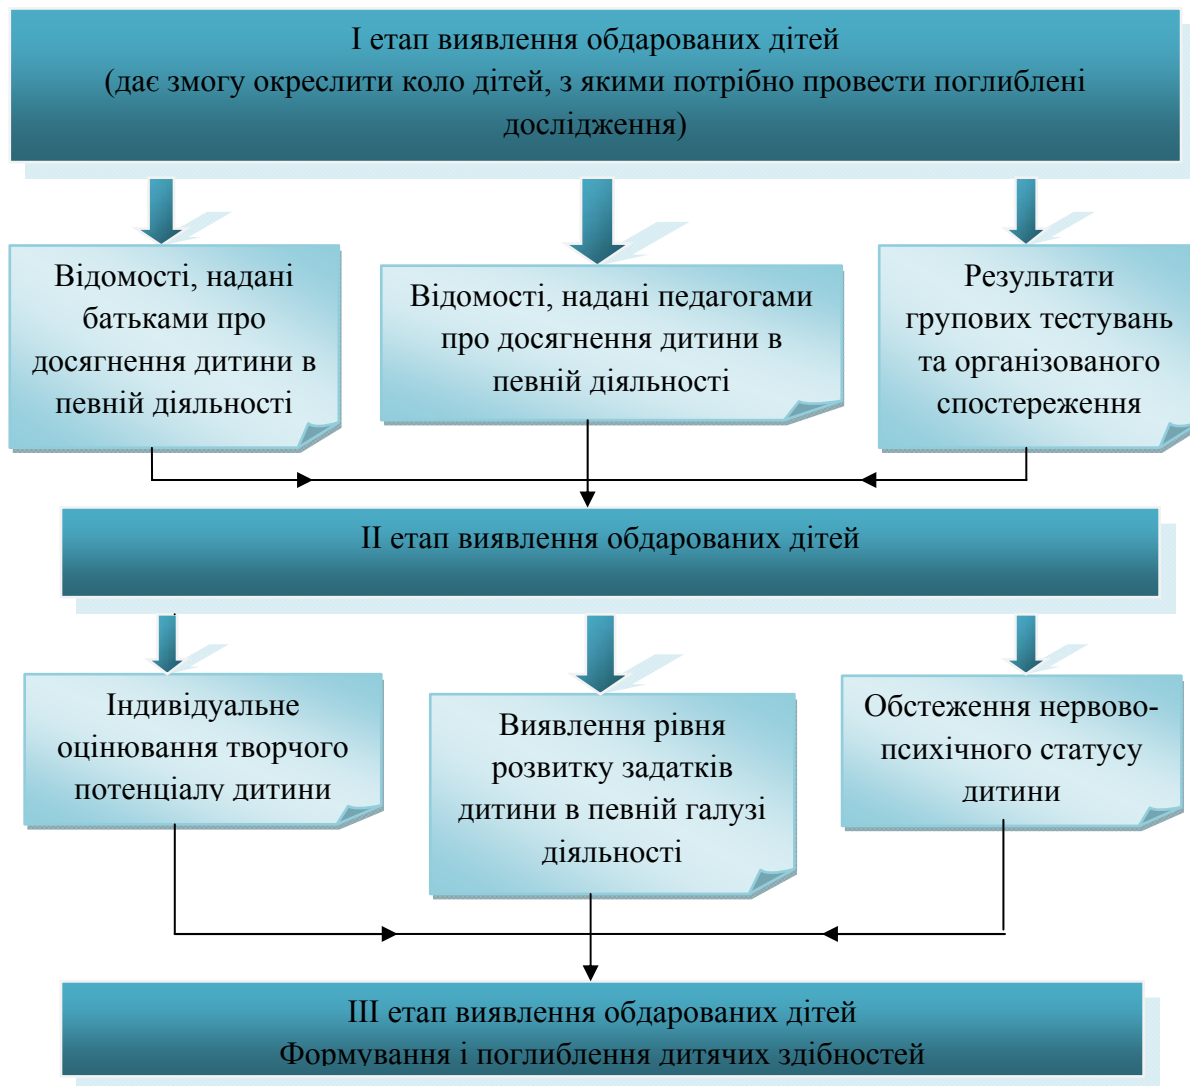 І етап виявлення обдарованих дітей
(дає змогу окреслити коло дітей, з якими потрібно провести поглиблені
дослідження)
Відомості, надані
батьками про
досягнення дитини в
певній діяльності
Відомості, надані педагогами
про досягнення дитини в
певній діяльності
Результати
групових тестувань
та організованого
спостереження
ІІ етап виявлення обдарованих дітей
Індивідуальне
оцінювання творчого
потенціалу дитини
Виявлення рівня
розвитку задатків
дитини в певній галузі
діяльності
Обстеження нервово-
психічного статусу
дитини
ІІІ етап виявлення обдарованих дітей
Формування і поглиблення дитячих здібностей